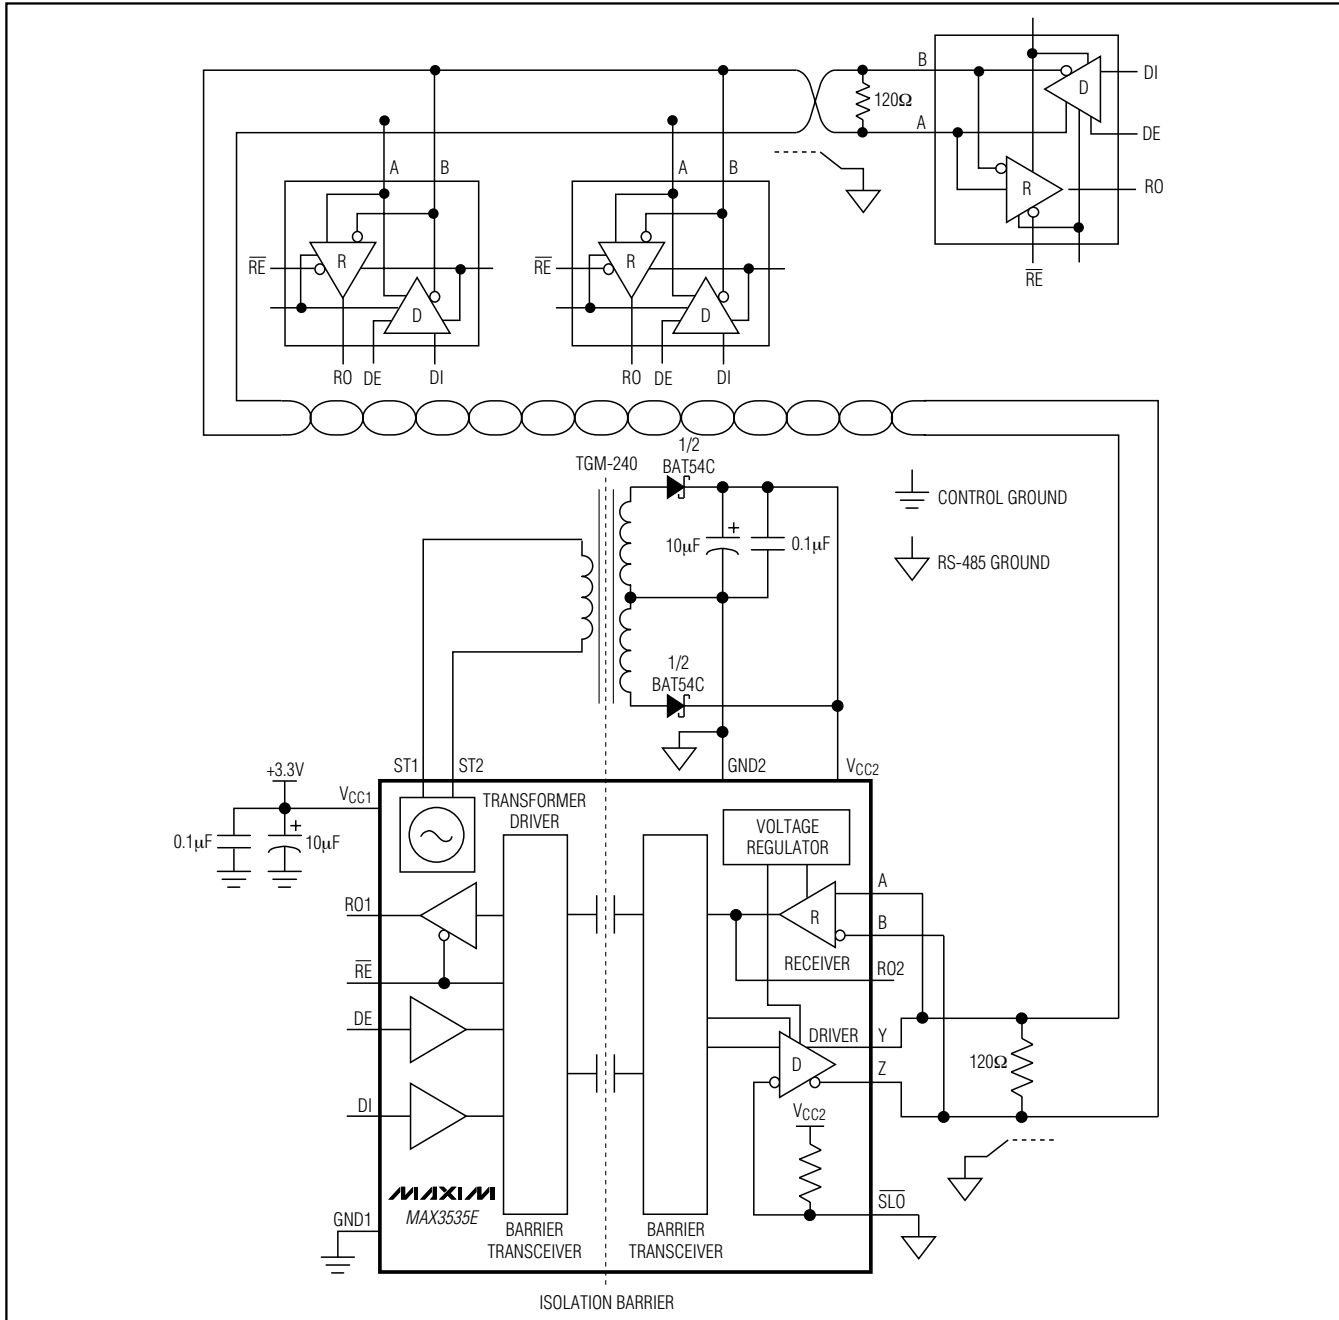 B
DI
120Ω
D
A
DE
A
B
A
B
R
RO
RE
R
RE
R
RE
D
D
RO
DE
DI
RO
DE
DI
1/2
BAT54C
TGM-240
CONTROL GROUND
10μF
+
0.1μF
RS-485 GROUND
1/2
BAT54C
ST1
ST2
GND2
VCC2
+3.3V
VCC1
TRANSFORMER
DRIVER
VOLTAGE
REGULATOR
0.1μF
+
10μF
A
RO1
R
B
RECEIVER
RE
RO2
DE
DRIVER
Y
D
Z
120Ω
DI
VCC2
MAXIM
MAX3535E
SLO
GND1
BARRIER
TRANSCEIVER
BARRIER
TRANSCEIVER
ISOLATION BARRIER